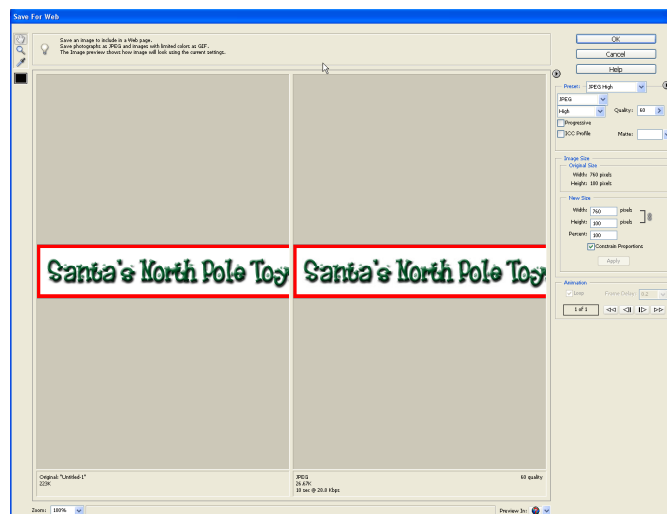 Save For Web
Save an image to include in a Web page.
Save photographs as JPEG and images with limited colors as GIF.
The Image preview shows how image will look using the current settings.
OK
Cancel
Help
Preset: JPEG High
JPEG
High
Quality: 60
Progressive
ICC Profile
Matte:
Image Size
Original Size
Width: 760 pixels
Height: 100 pixels
New Size
Width: 760 pixels
Height: 100 pixels
Percent: 100
Constrain Proportions
Apply
Animation
Loop
Frame Delay: 0.2
1 of 1
Santa's North Pole Toy
Santa's North Pole Toy
Original: "Untitled-1"
223K
JPEG
60 quality
26.67K
10 sec @ 28.8 Kbps
Zoom: 100%
Preview In: